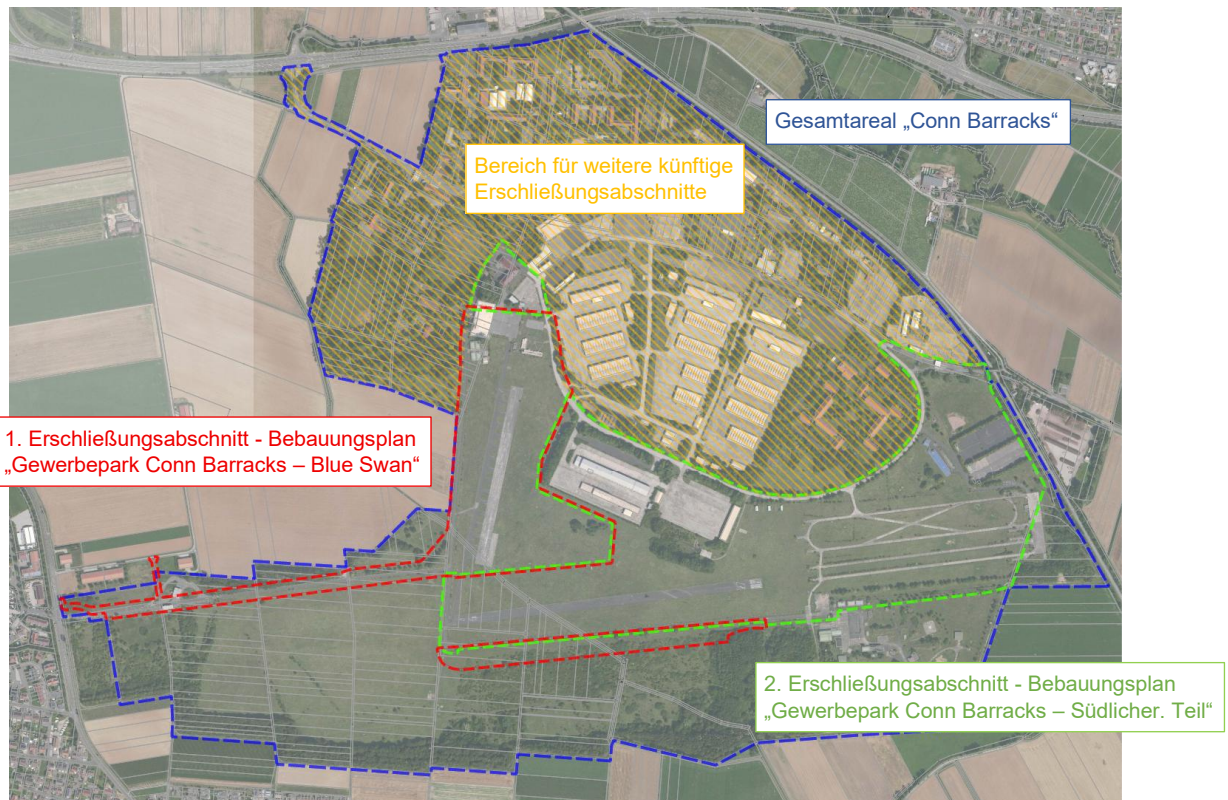 Gesamtareal „Conn Barracks“
Bereich für weitere künftige
Erschließungsabschnitte
1. Erschließungsabschnitt - Bebauungsplan
„Gewerbepark Conn Barracks – Blue Swan“
2. Erschließungsabschnitt - Bebauungsplan
„Gewerbepark Conn Barracks – Südlicher. Teil“